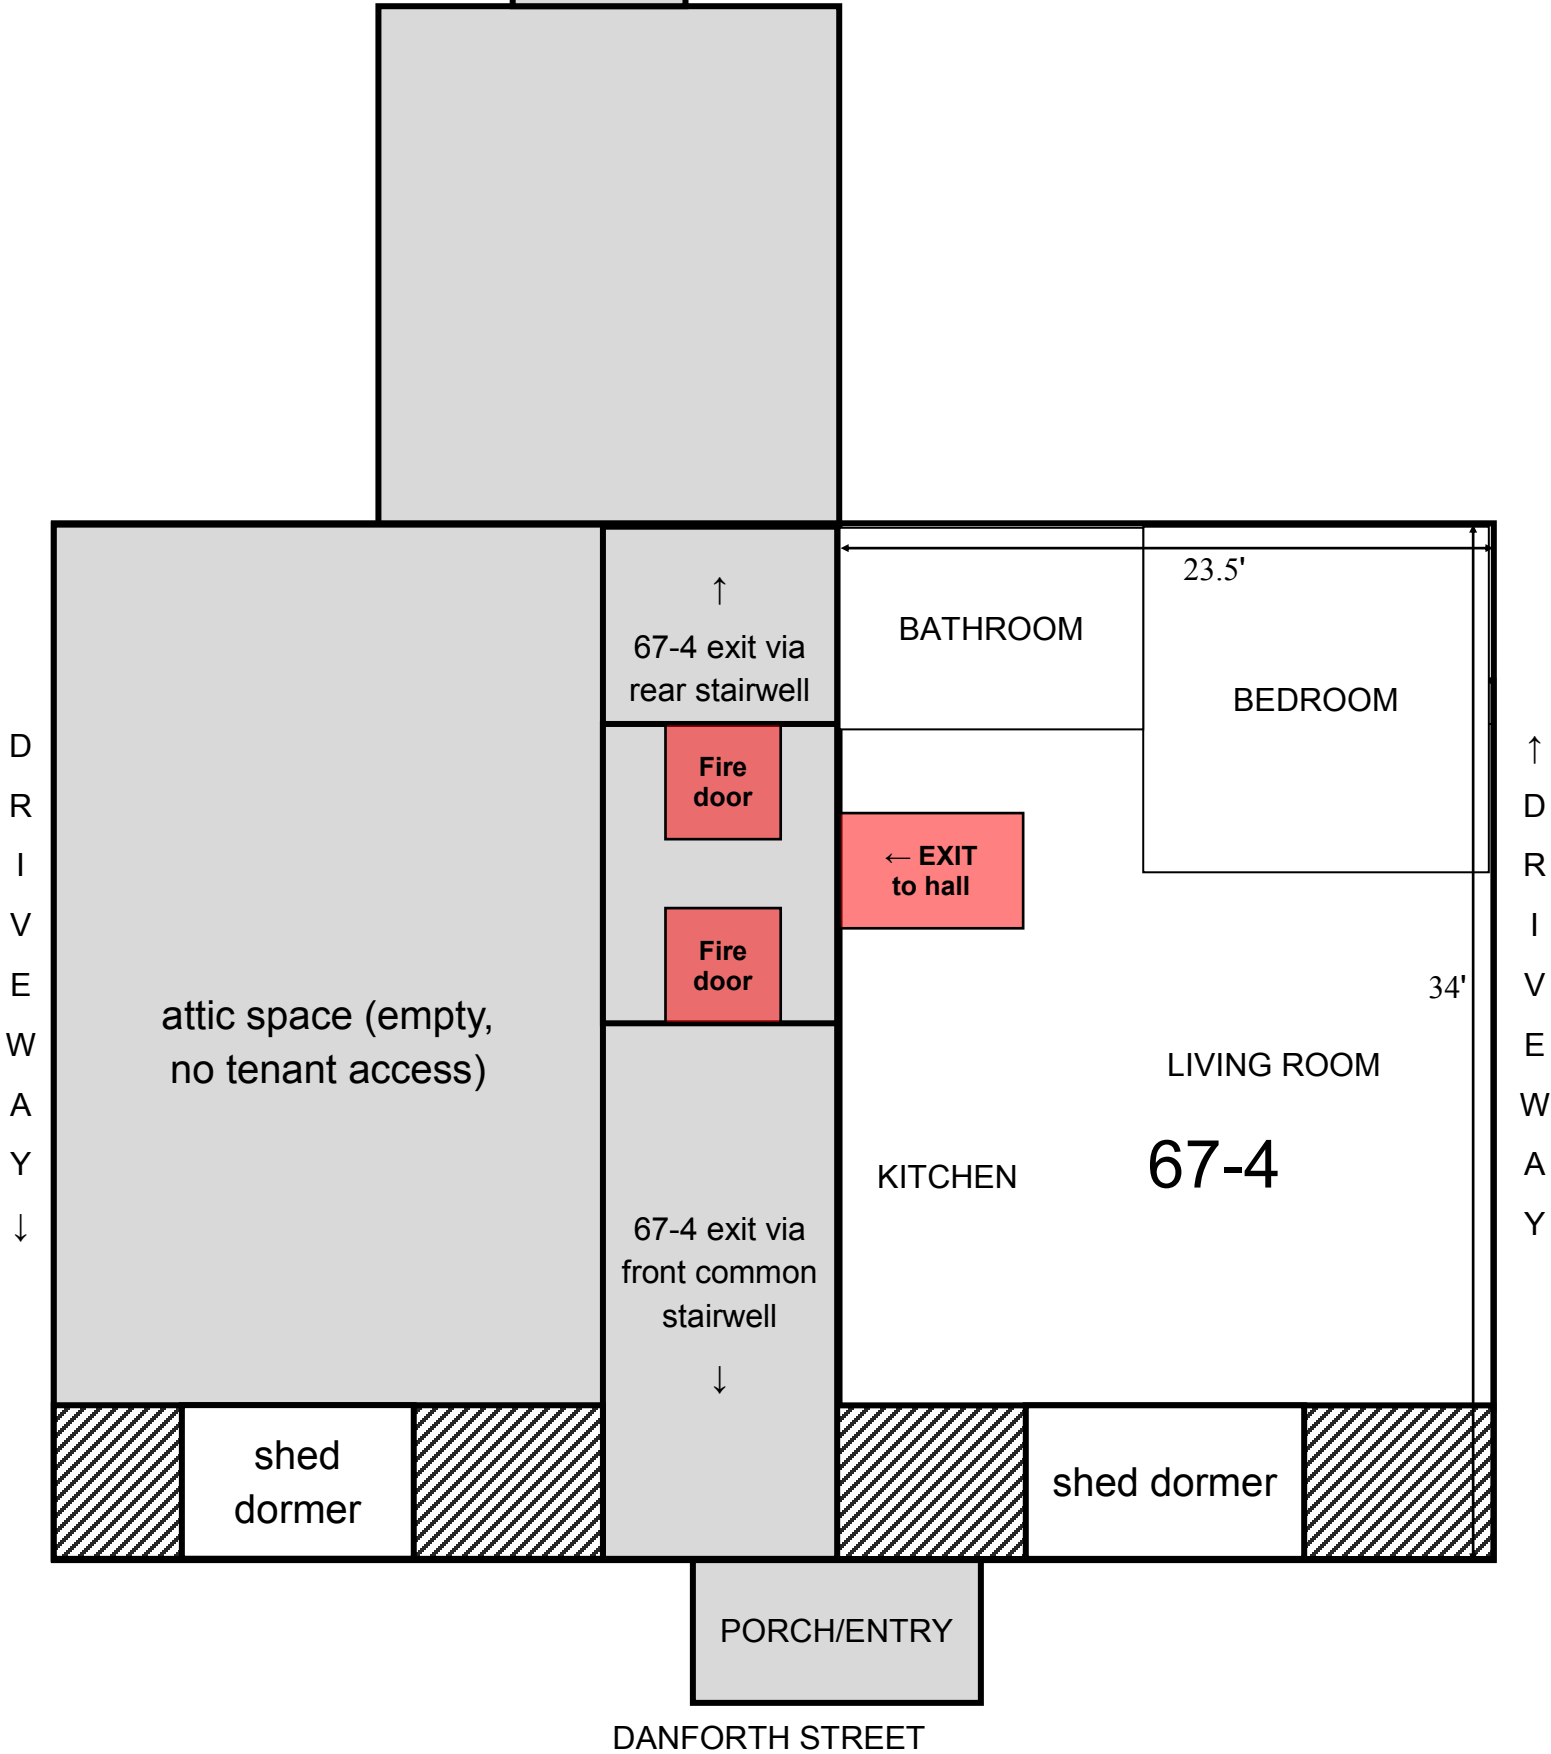 ↑
67-4 exit via
rear stairwell
23.5'
BATHROOM
BEDROOM
Fire
door
← EXIT
to hall
Fire
door
D
R
I
V
E
W
A
Y
↓
↑
D
R
I
V
E
W
A
Y
34'
attic space (empty,
no tenant access)
LIVING ROOM
KITCHEN
67-4
67-4 exit via
front common
stairwell
↓
shed
dormer
shed dormer
PORCH/ENTRY
DANFORTH STREET